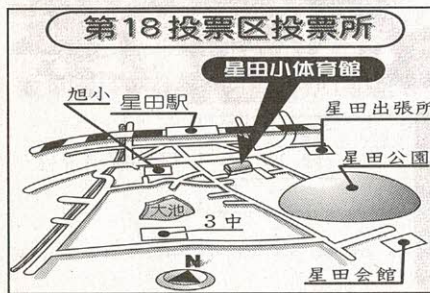 第18投票区投票所
星田小体育館
旭小
星田駅
星田出張所
星田公園
大池
3中
N
星田会館